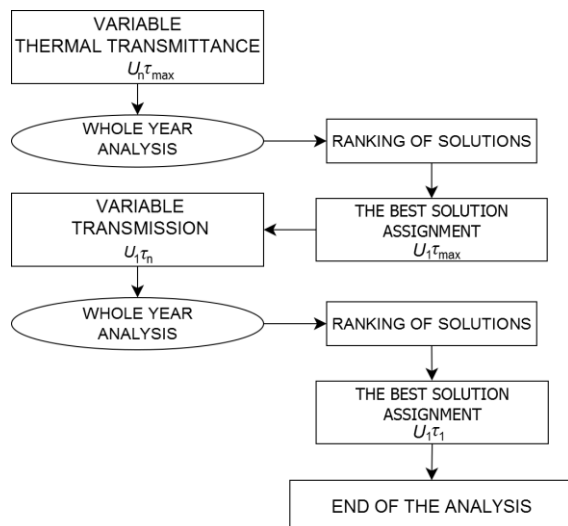 VARIABLE
THERMAL TRANSMITTANCE
Uₙτmax
WHOLE YEAR
ANALYSIS
RANKING OF SOLUTIONS
THE BEST SOLUTION
ASSIGNMENT
U₁τmax
VARIABLE
TRANSMISSION
U₁τₙ
WHOLE YEAR
ANALYSIS
RANKING OF SOLUTIONS
THE BEST SOLUTION
ASSIGNMENT
U₁τ₁
END OF THE ANALYSIS